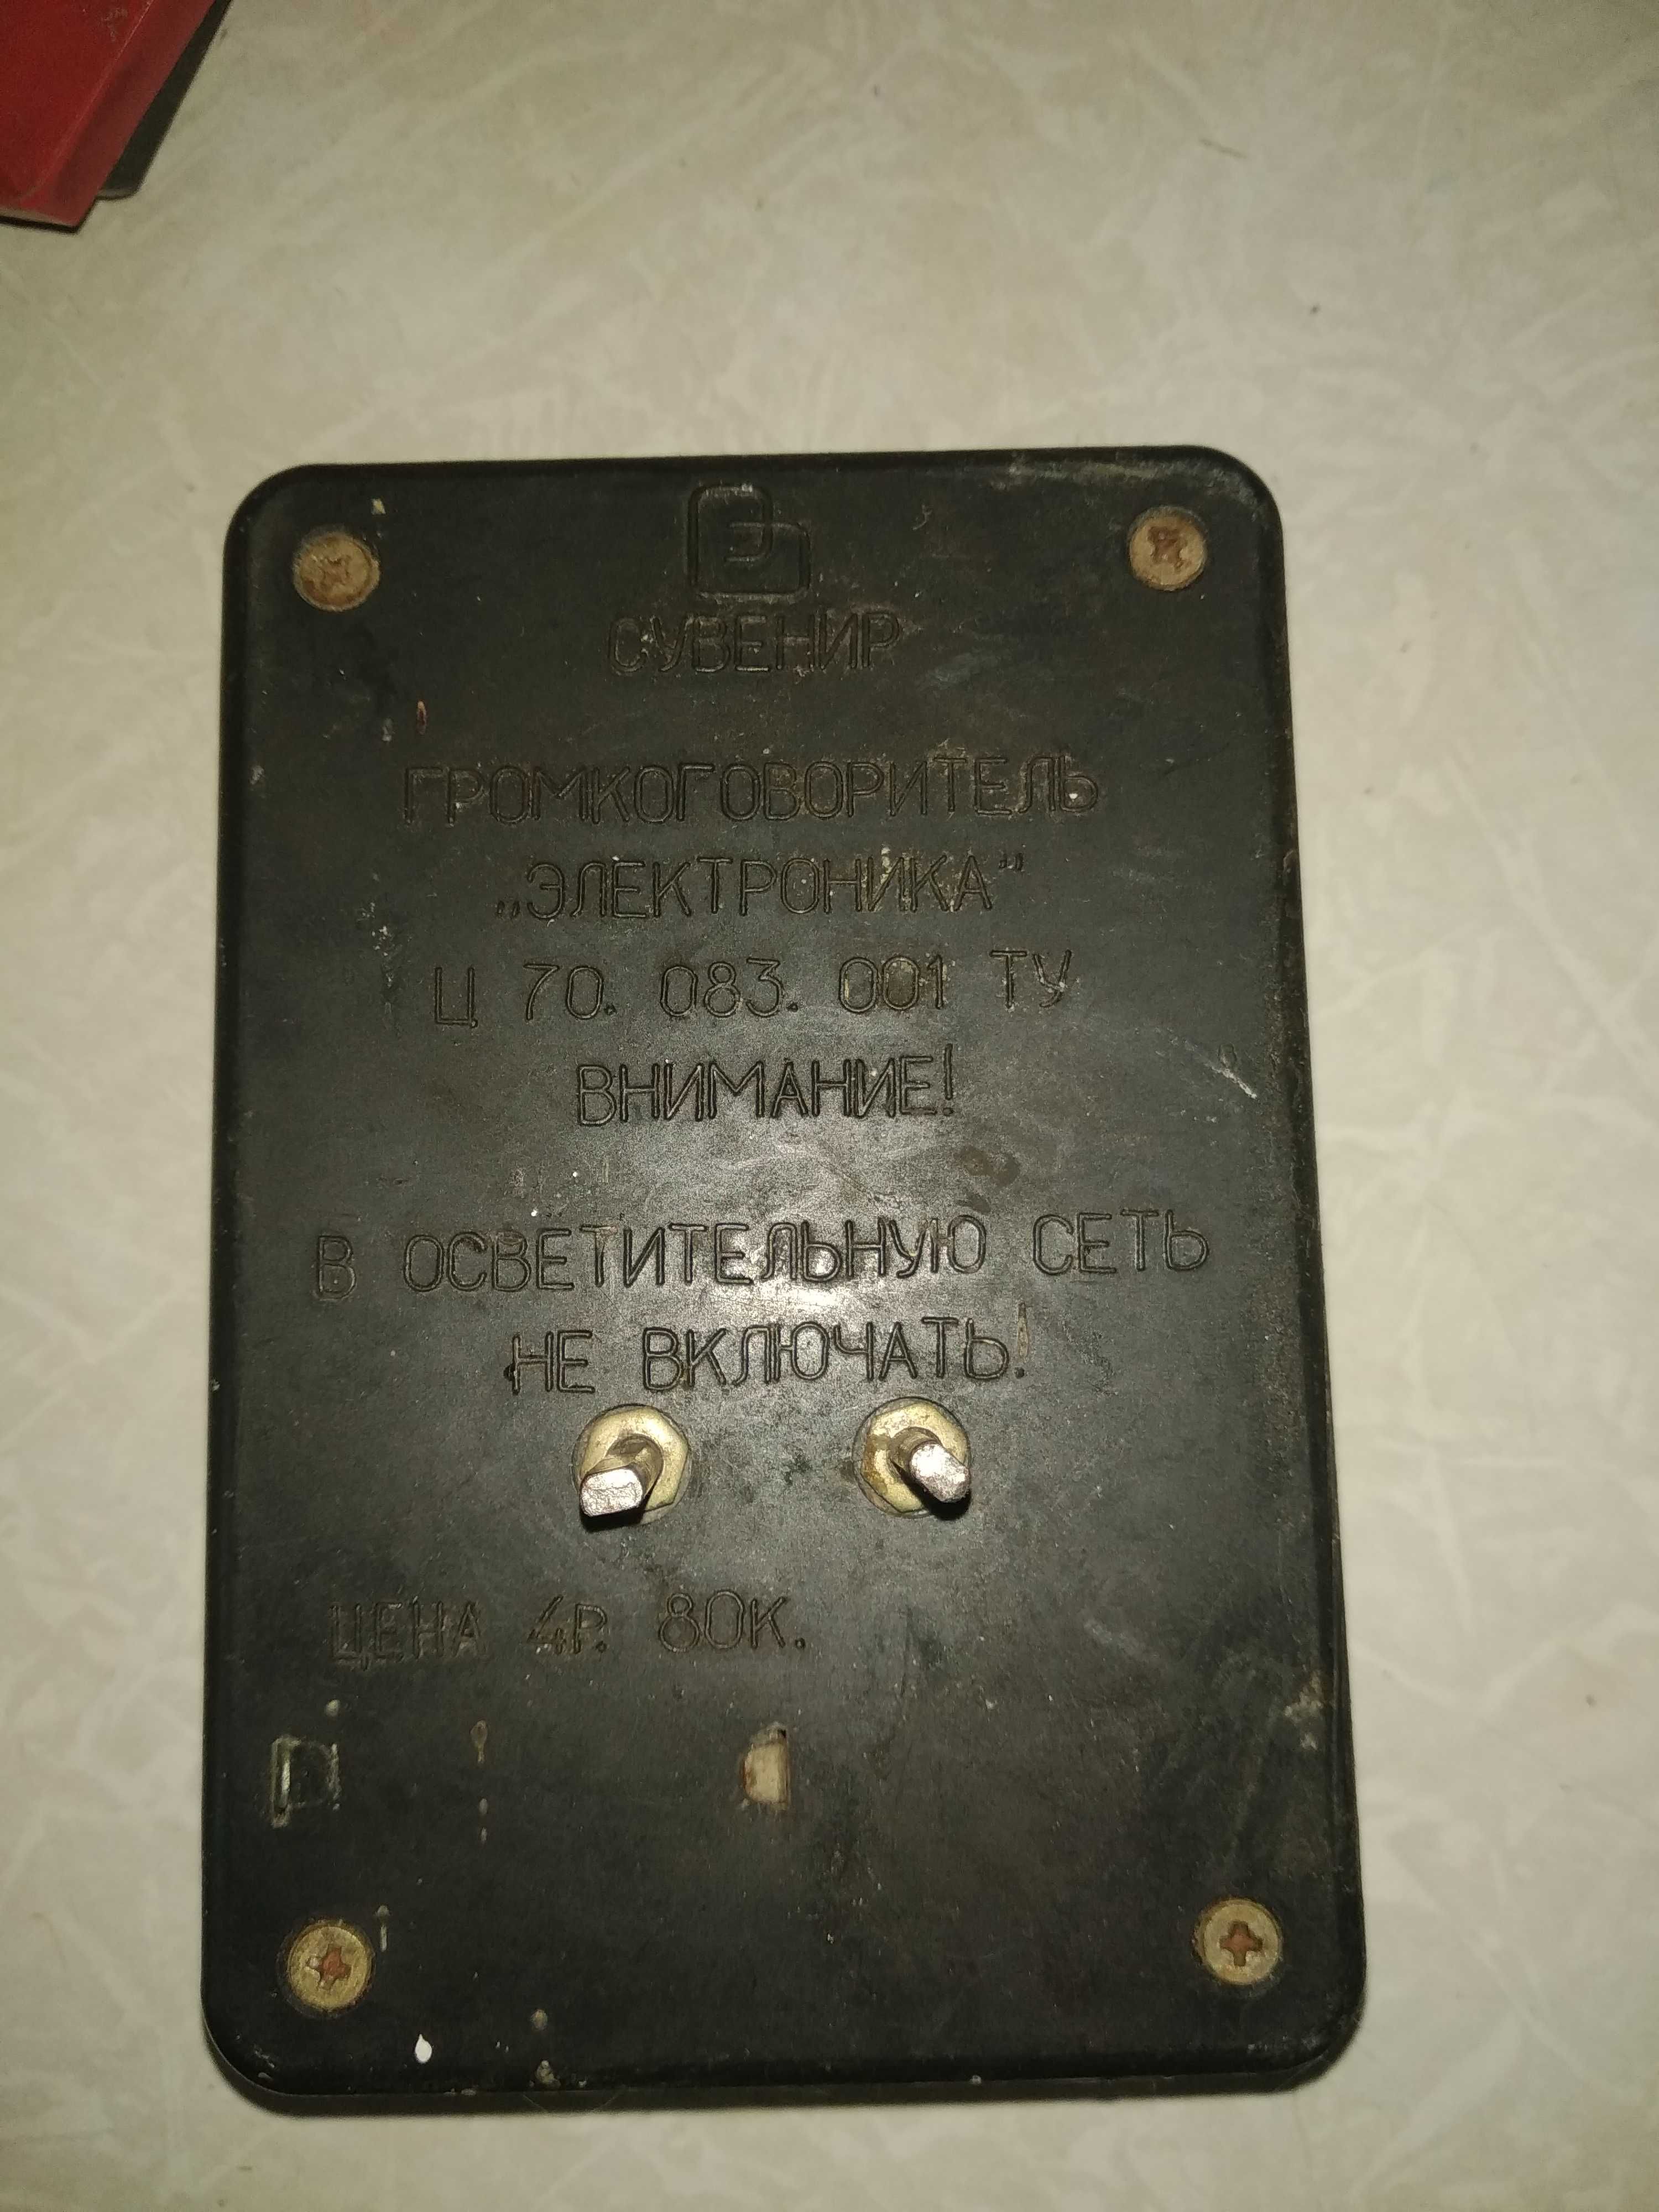 СУВЕНИР
ГРОМКОГОВОРИТЕЛЬ
„ЭЛЕКТРОНИКА"
Ц 70. 083. 001 ТУ
ВНИМАНИЕ!
В ОСВЕТИТЕЛЬНУЮ СЕТЬ
НЕ ВКЛЮЧАТЬ!
ЦЕНА 4Р. 80К.